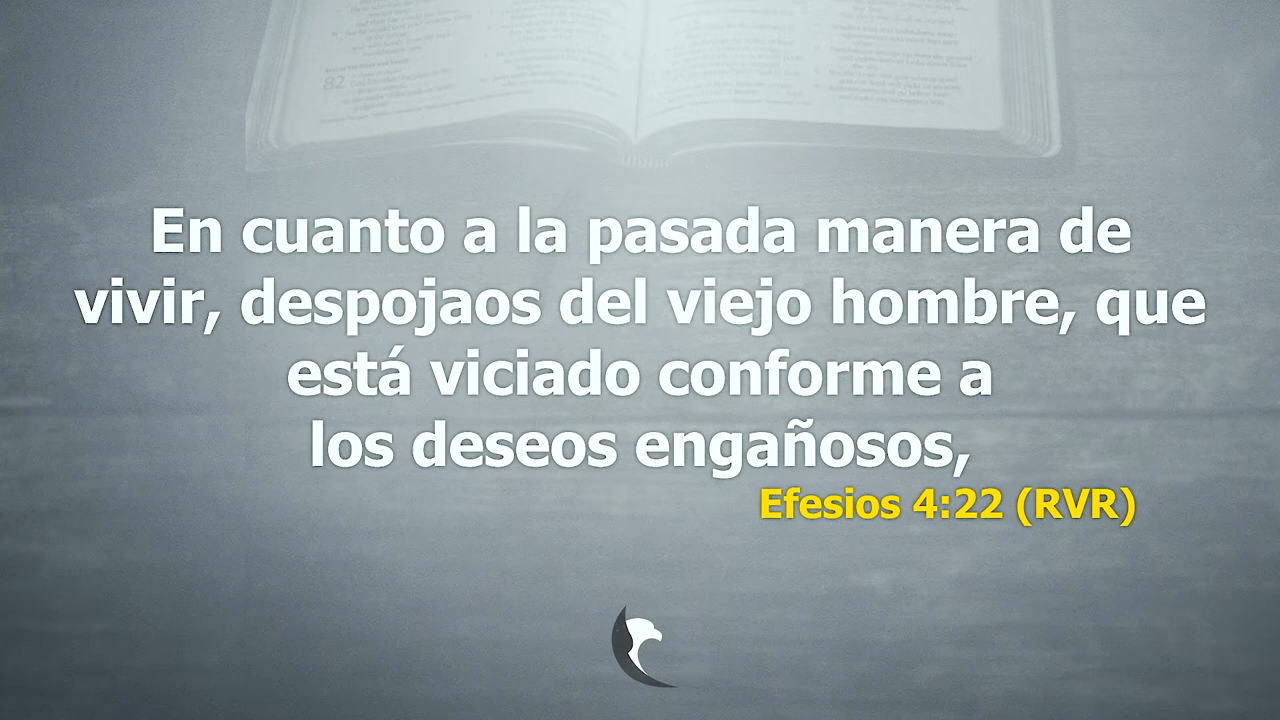 En cuanto a la pasada manera de
vivir, despojaos del viejo hombre, que
está viciado conforme a
los deseos engañosos,
Efesios 4:22 (RVR)